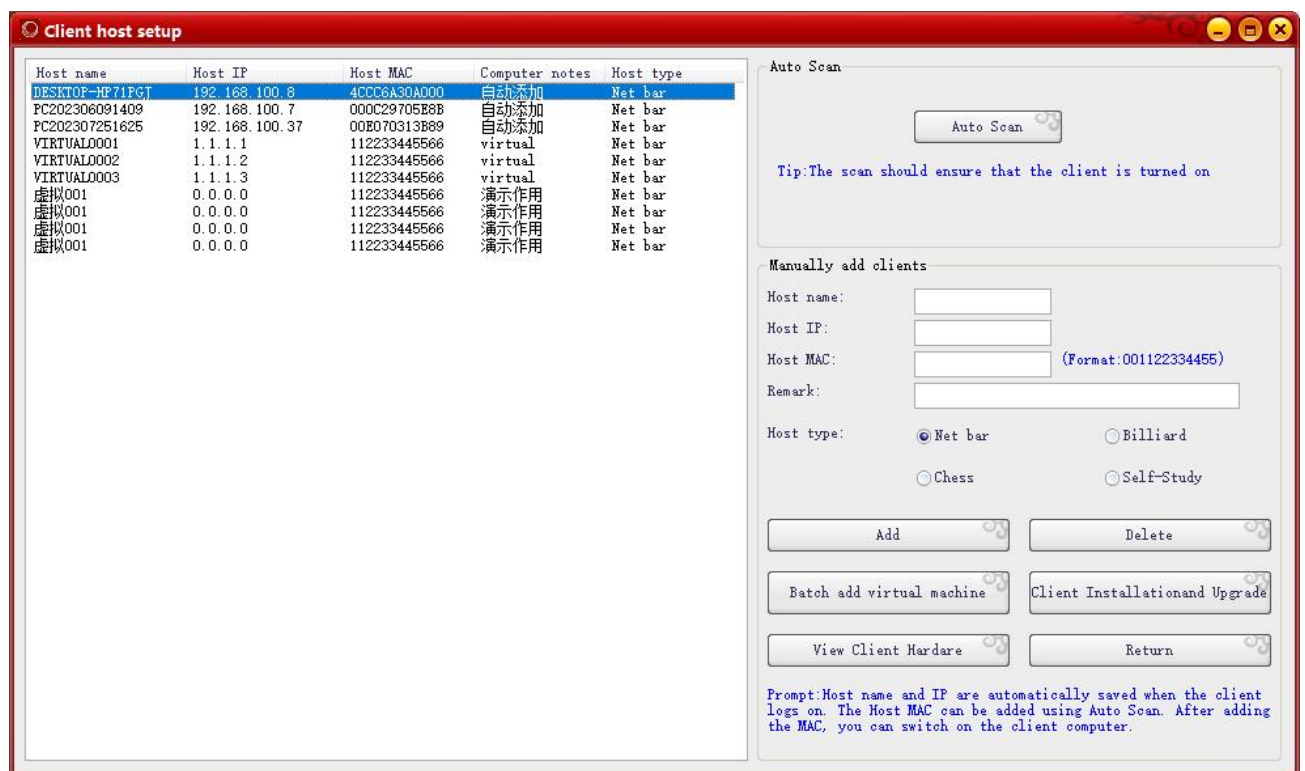 Client host setup
Host name Host IP Host MAC Computer notes Host type
DESKTOP-HP71PGJ 192.168.100.8 4CCC6A30A000 自动添加 Net bar
PC202306091409 192.168.100.7 000C29705E8B 自动添加 Net bar
PC202307251625 192.168.100.37 00E070313B89 自动添加 Net bar
VIRTUAL0001 1.1.1.1 112233445566 virtual Net bar
VIRTUAL0002 1.1.1.2 112233445566 virtual Net bar
VIRTUAL0003 1.1.1.3 112233445566 virtual Net bar
虚拟001 0.0.0.0 112233445566 演示作用 Net bar
虚拟001 0.0.0.0 112233445566 演示作用 Net bar
虚拟001 0.0.0.0 112233445566 演示作用 Net bar
虚拟001 0.0.0.0 112233445566 演示作用 Net bar
Auto Scan
Auto Scan
Tip:The scan should ensure that the client is turned on
Manually add clients
Host name:
Host IP:
Host MAC: (Format:001122334455)
Remark:
Host type: Net bar Billiard
Chess Self-Study
Add Delete
Batch add virtual machine Client Installationand Upgrade
View Client Hardare Return
Prompt:Host name and IP are automatically saved when the client
logs on. The Host MAC can be added using Auto Scan. After adding
the MAC, you can switch on the client computer.